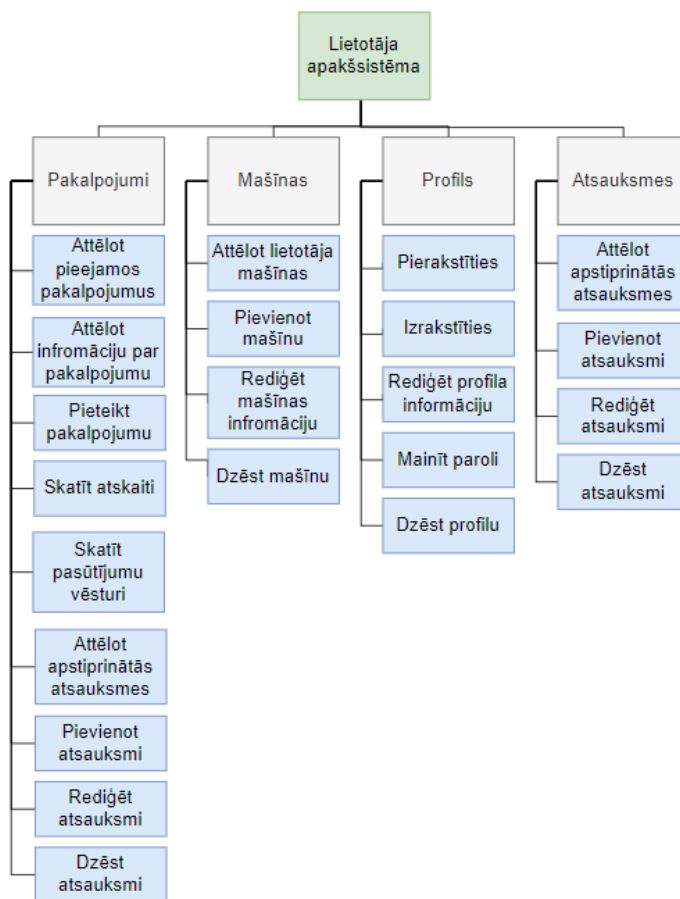 Lietotāja
apakšsistēma
Pakalpojumi
Attēlot
pieejamos
pakalpojumus
Attēlot
infromāciju par
pakalpojumu
Pieteikt
pakalpojumu
Skatīt atskaiti
Skatīt
pasūtījumu
vēsturi
Attēlot
apstiprinātās
atsauksmes
Pievienot
atsauksmi
Rediģēt
atsauksmi
Dzēst
atsauksmi
Mašīnas
Attēlot lietotāja
mašīnas
Pievienot
mašīnu
Rediģēt
mašīnas
infromāciju
Dzēst mašīnu
Profils
Pierakstīties
Izrakstīties
Rediģēt profila
informāciju
Mainīt paroli
Dzēst profilu
Atsauksmes
Attēlot
apstiprinātās
atsauksmes
Pievienot
atsauksmi
Rediģēt
atsauksmi
Dzēst
atsauksmi